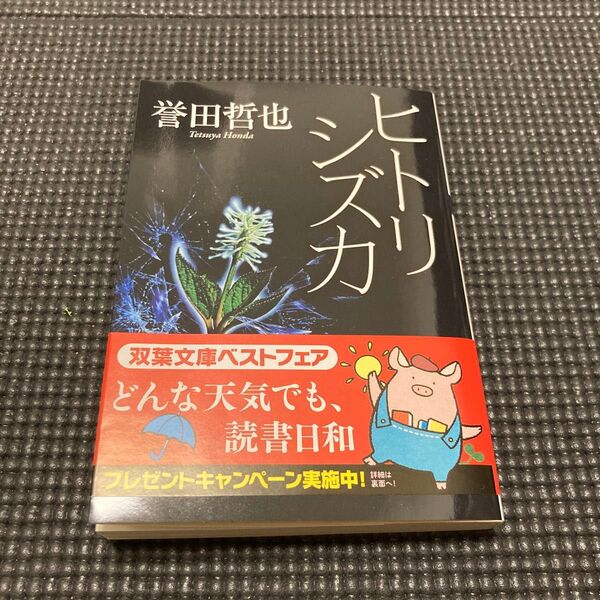 ヒトリ
シズカ
誉田哲也
Tetsuya Honda
双葉文庫ベストフェア
どんな天気でも、
読書日和
プレゼントキャンペーン実施中!
詳細は
裏面へ!